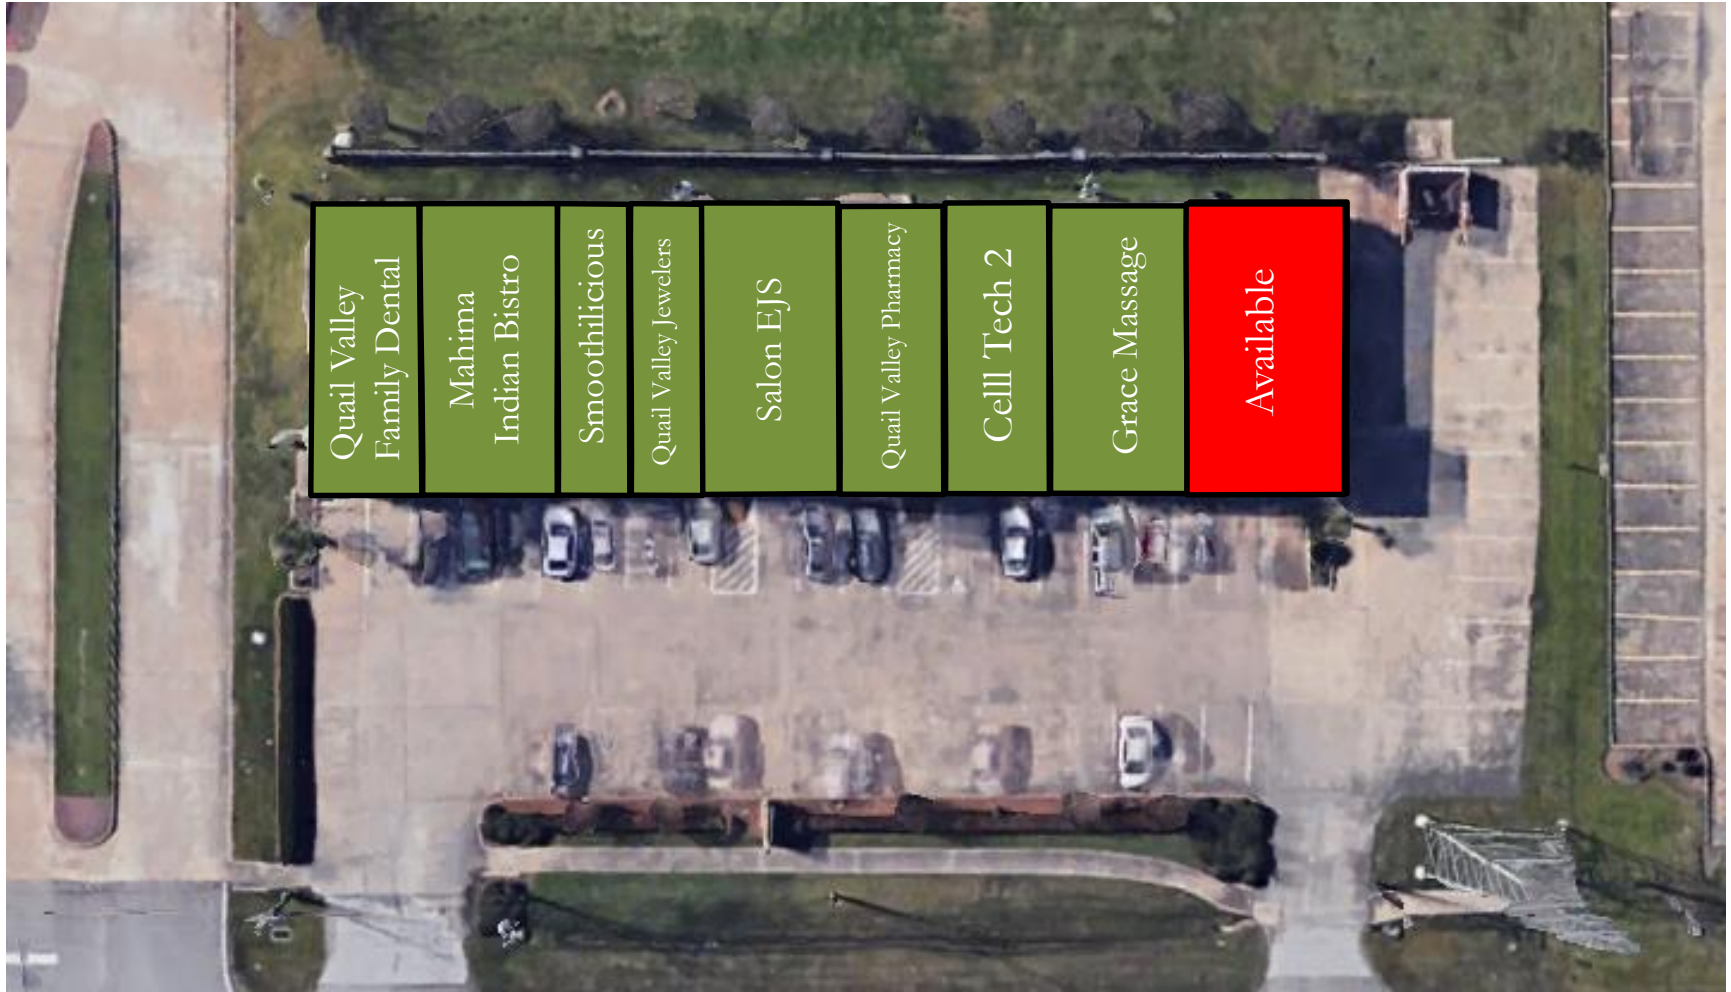 Quail Valley
Family Dental
Mahima
Indian Bistro
Smoothilicious
Quail Valley Jewelers
Salon EJS
Quail Valley Pharmacy
Celll Tech 2
Grace Massage
Available